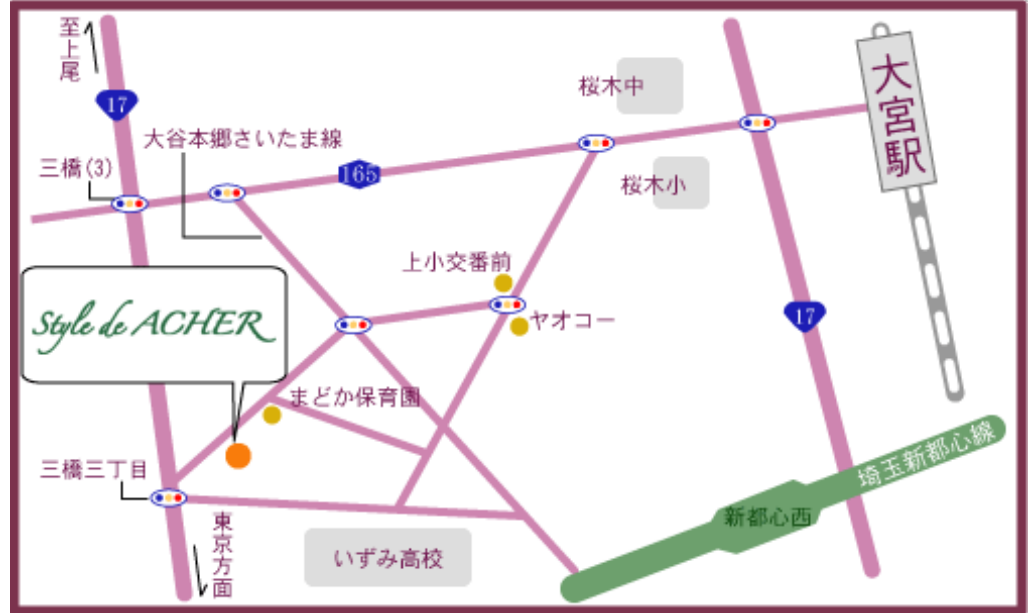 至上尾
17
大谷本郷さいたま線
三橋(3)
165
桜木中
桜木小
大宮駅
上小交番前
ヤオコー
17
Style de ACHER
まどか保育園
三橋三丁目
東京方面
いずみ高校
新都心西
埼玉新都心線